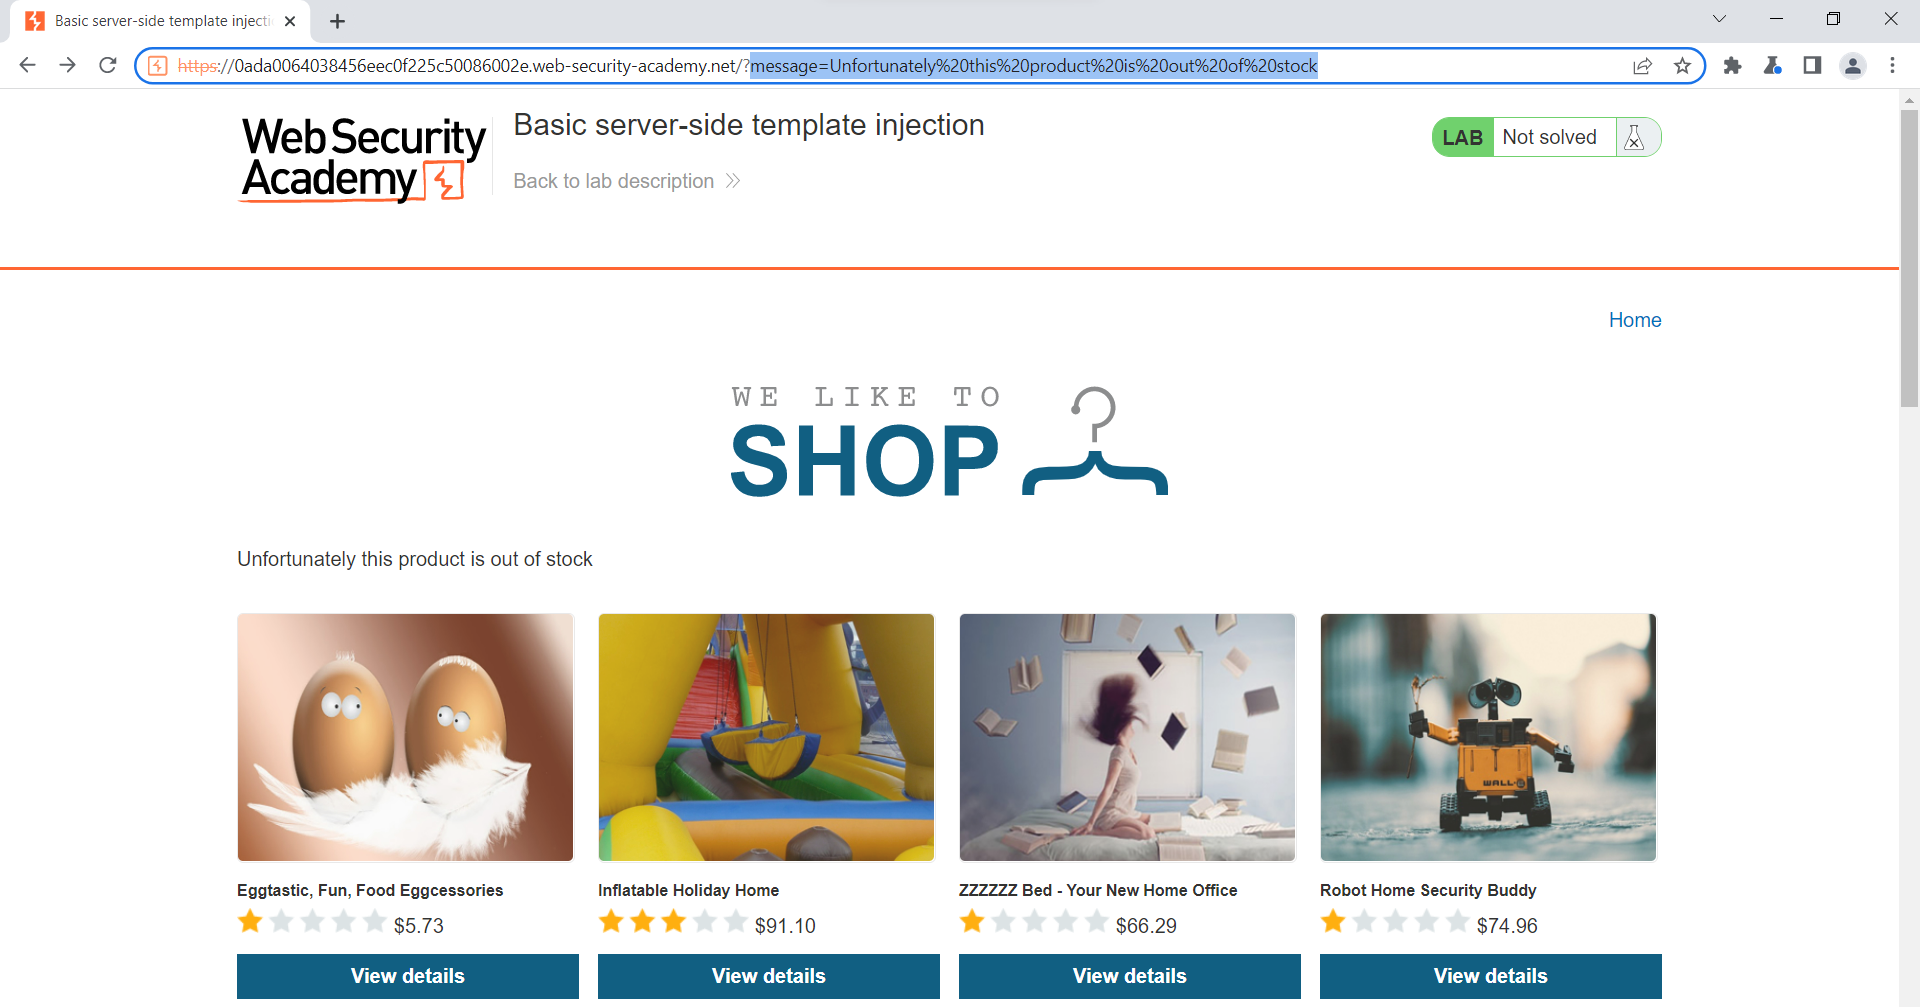 Basic server-side template injecti
https://0ada0064038456eec0f225c50086002e.web-security-academy.net/?message=Unfortunately%20this%20product%20is%20out%20of%20stock
Web Security
Academy
Basic server-side template injection
Back to lab description
LAB Not solved
Home
WE LIKE TO
SHOP
Unfortunately this product is out of stock
WALL-E
Eggtastic, Fun, Food Eggcessories
$5.73
View details
Inflatable Holiday Home
$91.10
View details
ZZZZZZ Bed - Your New Home Office
$66.29
View details
Robot Home Security Buddy
$74.96
View details